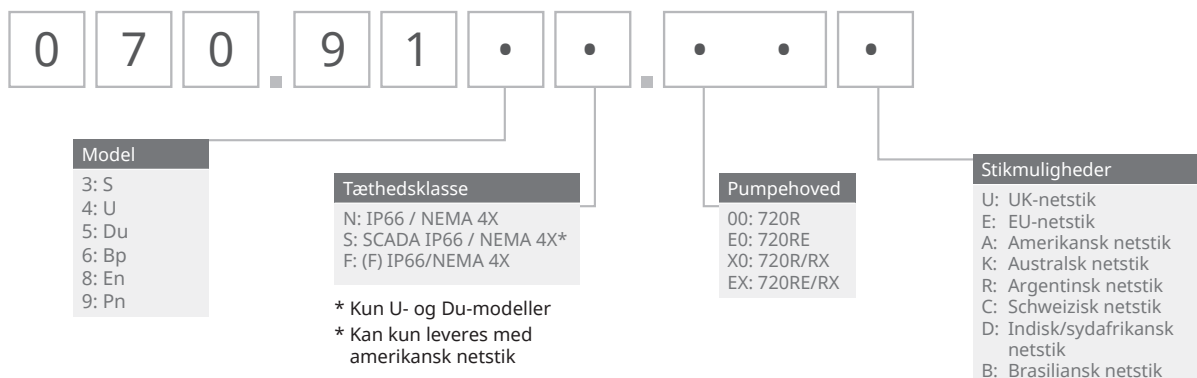 0 7 0 . 9 1 • • . • • •
Model
3: S
4: U
5: Du
6: Bp
8: En
9: Pn
Tæthedsklasse
N: IP66 / NEMA 4X
S: SCADA IP66 / NEMA 4X*
F: (F) IP66/NEMA 4X
* Kun U- og Du-modeller
* Kan kun leveres med
amerikansk netstik
Pumpehoved
00: 720R
E0: 720RE
X0: 720R/RX
EX: 720RE/RX
Stikmuligheder
U: UK-netstik
E: EU-netstik
A: Amerikansk netstik
K: Australsk netstik
R: Argentinsk netstik
C: Schweizisk netstik
D: Indisk/sydafrikansk
netstik
B: Brasiliansk netstik